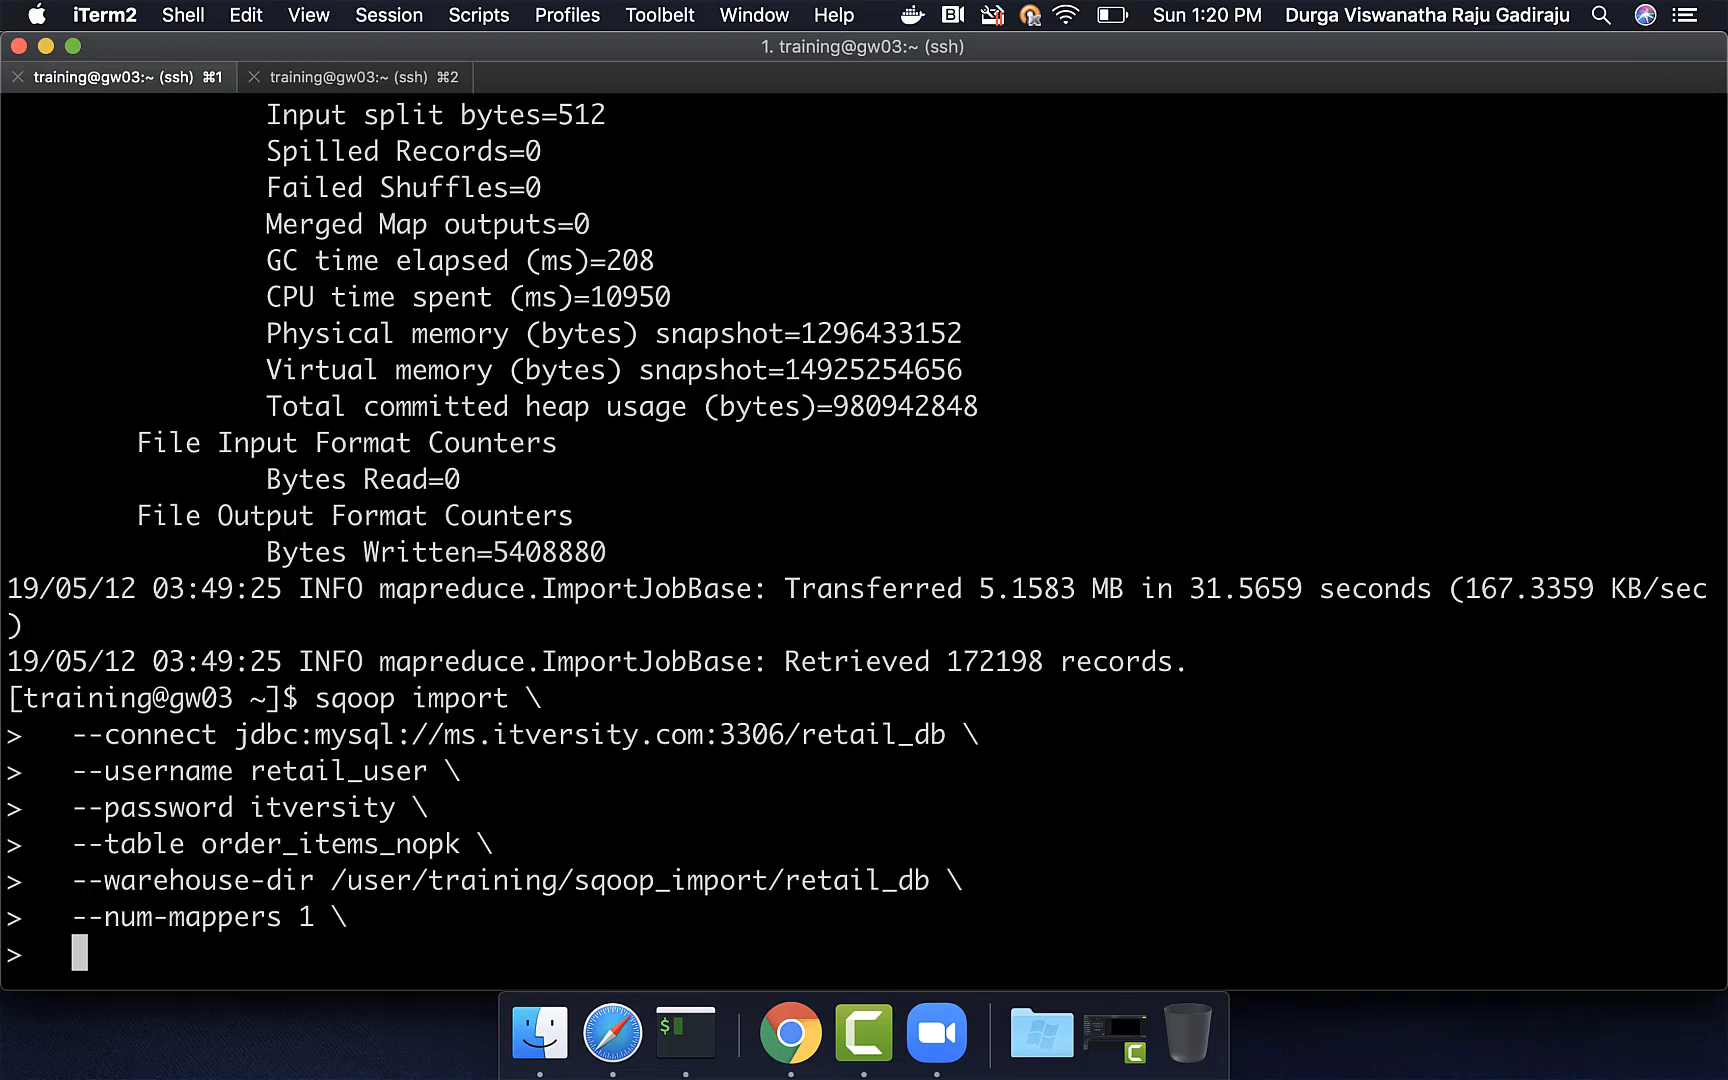 iTerm2 Shell Edit View Session Scripts Profiles Toolbelt Window Help Sun 1:20 PM Durga Viswanatha Raju Gadiraju
1. training@gw03:~ (ssh)
training@gw03:~ (ssh) ⌘1 training@gw03:~ (ssh) ⌘2
Input split bytes=512
Spilled Records=0
Failed Shuffles=0
Merged Map outputs=0
GC time elapsed (ms)=208
CPU time spent (ms)=10950
Physical memory (bytes) snapshot=1296433152
Virtual memory (bytes) snapshot=14925254656
Total committed heap usage (bytes)=980942848
File Input Format Counters
Bytes Read=0
File Output Format Counters
Bytes Written=5408880
19/05/12 03:49:25 INFO mapreduce.ImportJobBase: Transferred 5.1583 MB in 31.5659 seconds (167.3359 KB/sec
)
19/05/12 03:49:25 INFO mapreduce.ImportJobBase: Retrieved 172198 records.
[training@gw03 ~]$ sqoop import \
> --connect jdbc:mysql://ms.itversity.com:3306/retail_db \
> --username retail_user \
> --password itversity \
> --table order_items_nopk \
> --warehouse-dir /user/training/sqoop_import/retail_db \
> --num-mappers 1 \
>